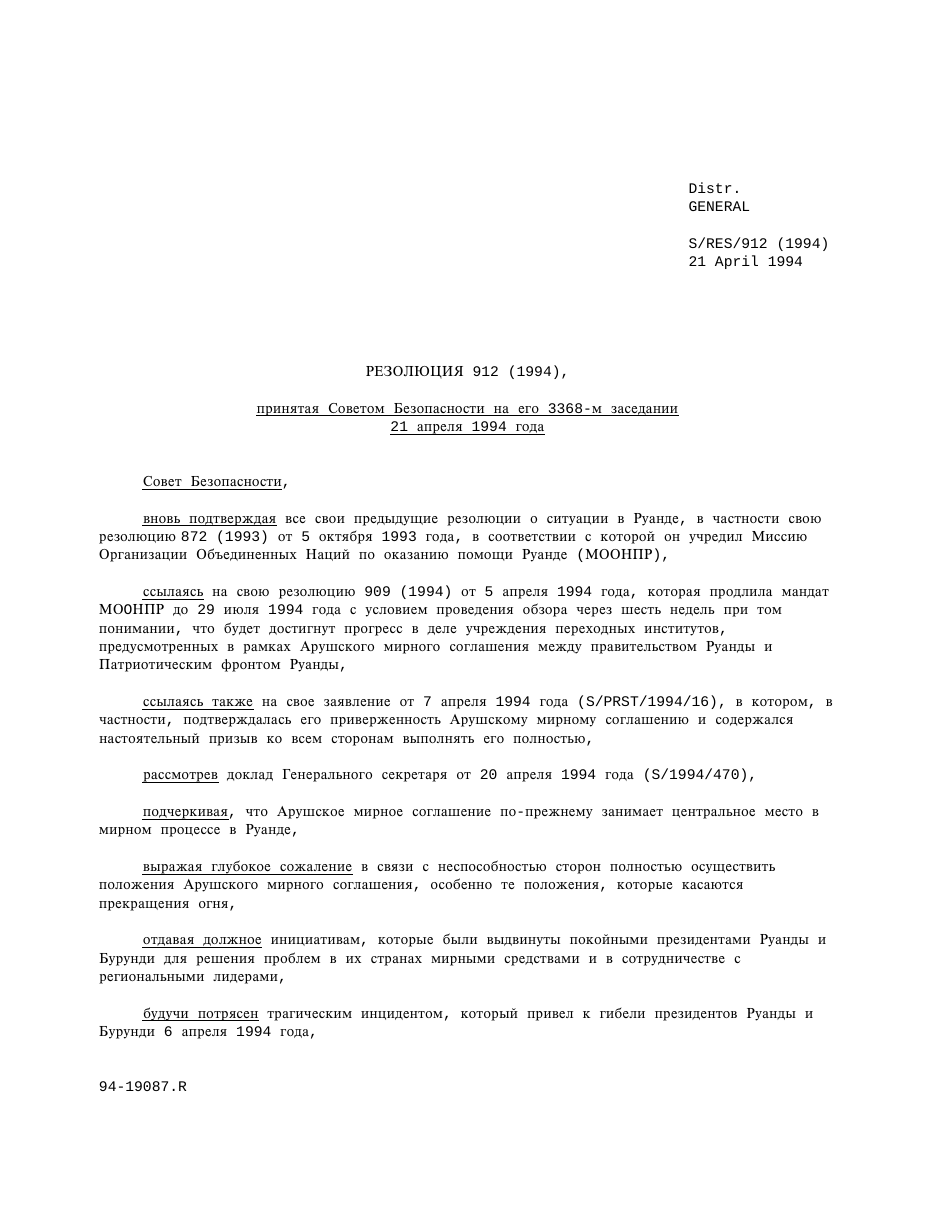 Distr.
GENERAL
S/RES/912 (1994)
21 April 1994
РЕЗОЛЮЦИЯ 912 (1994),
принятая Советом Безопасности на его 3368-м заседании
21 апреля 1994 года
Совет Безопасности,
вновь подтверждая все свои предыдущие резолюции о ситуации в Руанде, в частности свою
резолюцию 872 (1993) от 5 октября 1993 года, в соответствии с которой он учредил Миссию
Организации Объединенных Наций по оказанию помощи Руанде (МООНПР),
ссылаясь на свою резолюцию 909 (1994) от 5 апреля 1994 года, которая продлила мандат
МООНПР до 29 июля 1994 года с условием проведения обзора через шесть недель при том
понимании, что будет достигнут прогресс в деле учреждения переходных институтов,
предусмотренных в рамках Арушского мирного соглашения между правительством Руанды и
Патриотическим фронтом Руанды,
ссылаясь также на свое заявление от 7 апреля 1994 года (S/PRST/1994/16), в котором, в
частности, подтверждалась его приверженность Арушскому мирному соглашению и содержался
настоятельный призыв ко всем сторонам выполнять его полностью,
рассмотрев доклад Генерального секретаря от 20 апреля 1994 года (S/1994/470),
подчеркивая, что Арушское мирное соглашение по-прежнему занимает центральное место в
мирном процессе в Руанде,
выражая глубокое сожаление в связи с неспособностью сторон полностью осуществить
положения Арушского мирного соглашения, особенно те положения, которые касаются
прекращения огня,
отдавая должное инициативам, которые были выдвинуты покойными президентами Руанды и
Бурунди для решения проблем в их странах мирными средствами и в сотрудничестве с
региональными лидерами,
будучи потрясен трагическим инцидентом, который привел к гибели президентов Руанды и
Бурунди 6 апреля 1994 года,
94-19087.R